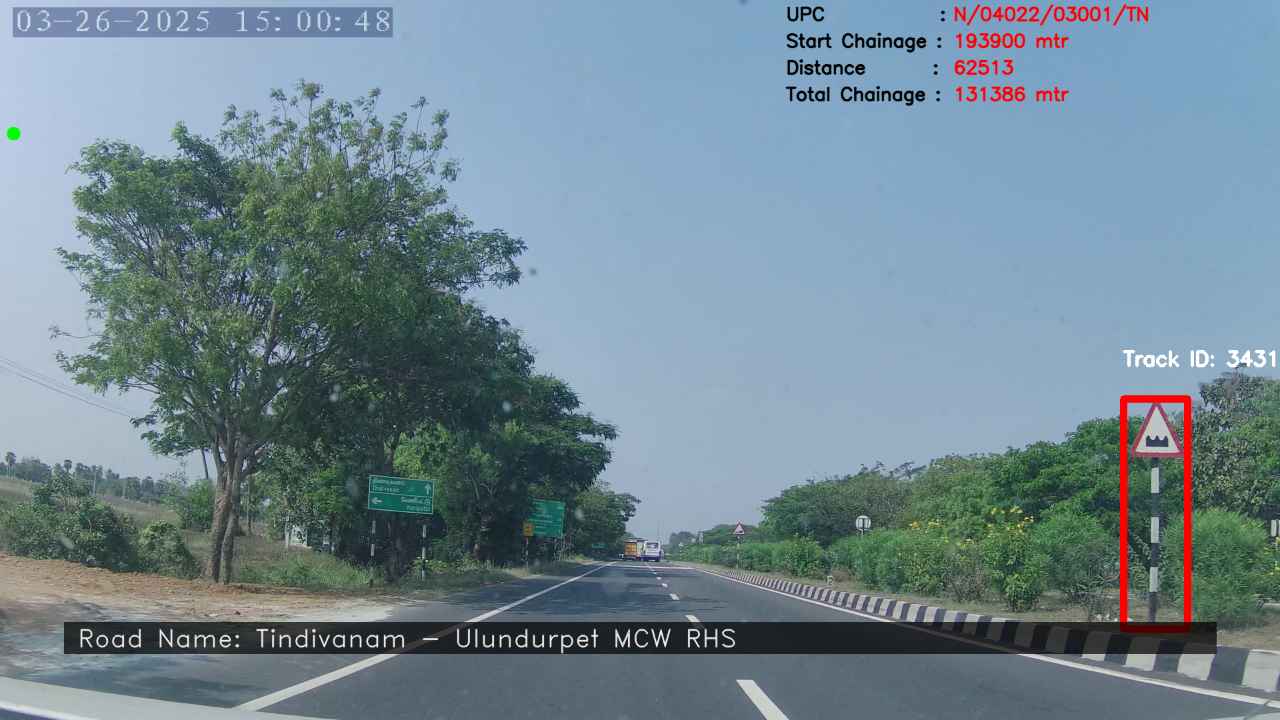 03-26-2025 15:00:48
UPC : N/04022/03001/TN
Start Chainage : 193900 mtr
Distance : 62513
Total Chainage : 131386 mtr
Track ID: 3431
Road Name: Tindivanam - Ulundurpet MCW RHS